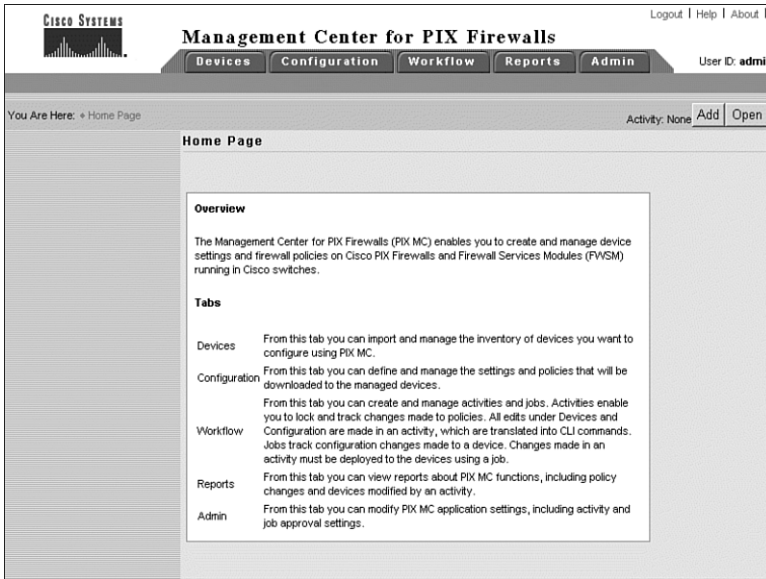 Logout | Help | About |
CISCO SYSTEMS
Management Center for PIX Firewalls
Devices Configuration Workflow Reports Admin
User ID: admi
You Are Here: Home Page
Activity: None Add Open
Home Page
Overview
The Management Center for PIX Firewalls (PIX MC) enables you to create and manage device
settings and firewall policies on Cisco PIX Firewalls and Firewall Services Modules (FWSM)
running in Cisco switches.
Tabs
Devices
From this tab you can import and manage the inventory of devices you want to
configure using PIX MC.
Configuration
From this tab you can define and manage the settings and policies that will be
downloaded to the managed devices.
Workflow
From this tab you can create and manage activities and jobs. Activities enable
you to lock and track changes made to policies. All edits under Devices and
Configuration are made in an activity, which are translated into CLI commands.
Jobs track configuration changes made to a device. Changes made in an
activity must be deployed to the devices using a job.
Reports
From this tab you can view reports about PIX MC functions, including policy
changes and devices modified by an activity.
Admin
From this tab you can modify PIX MC application settings, including activity and
job approval settings.